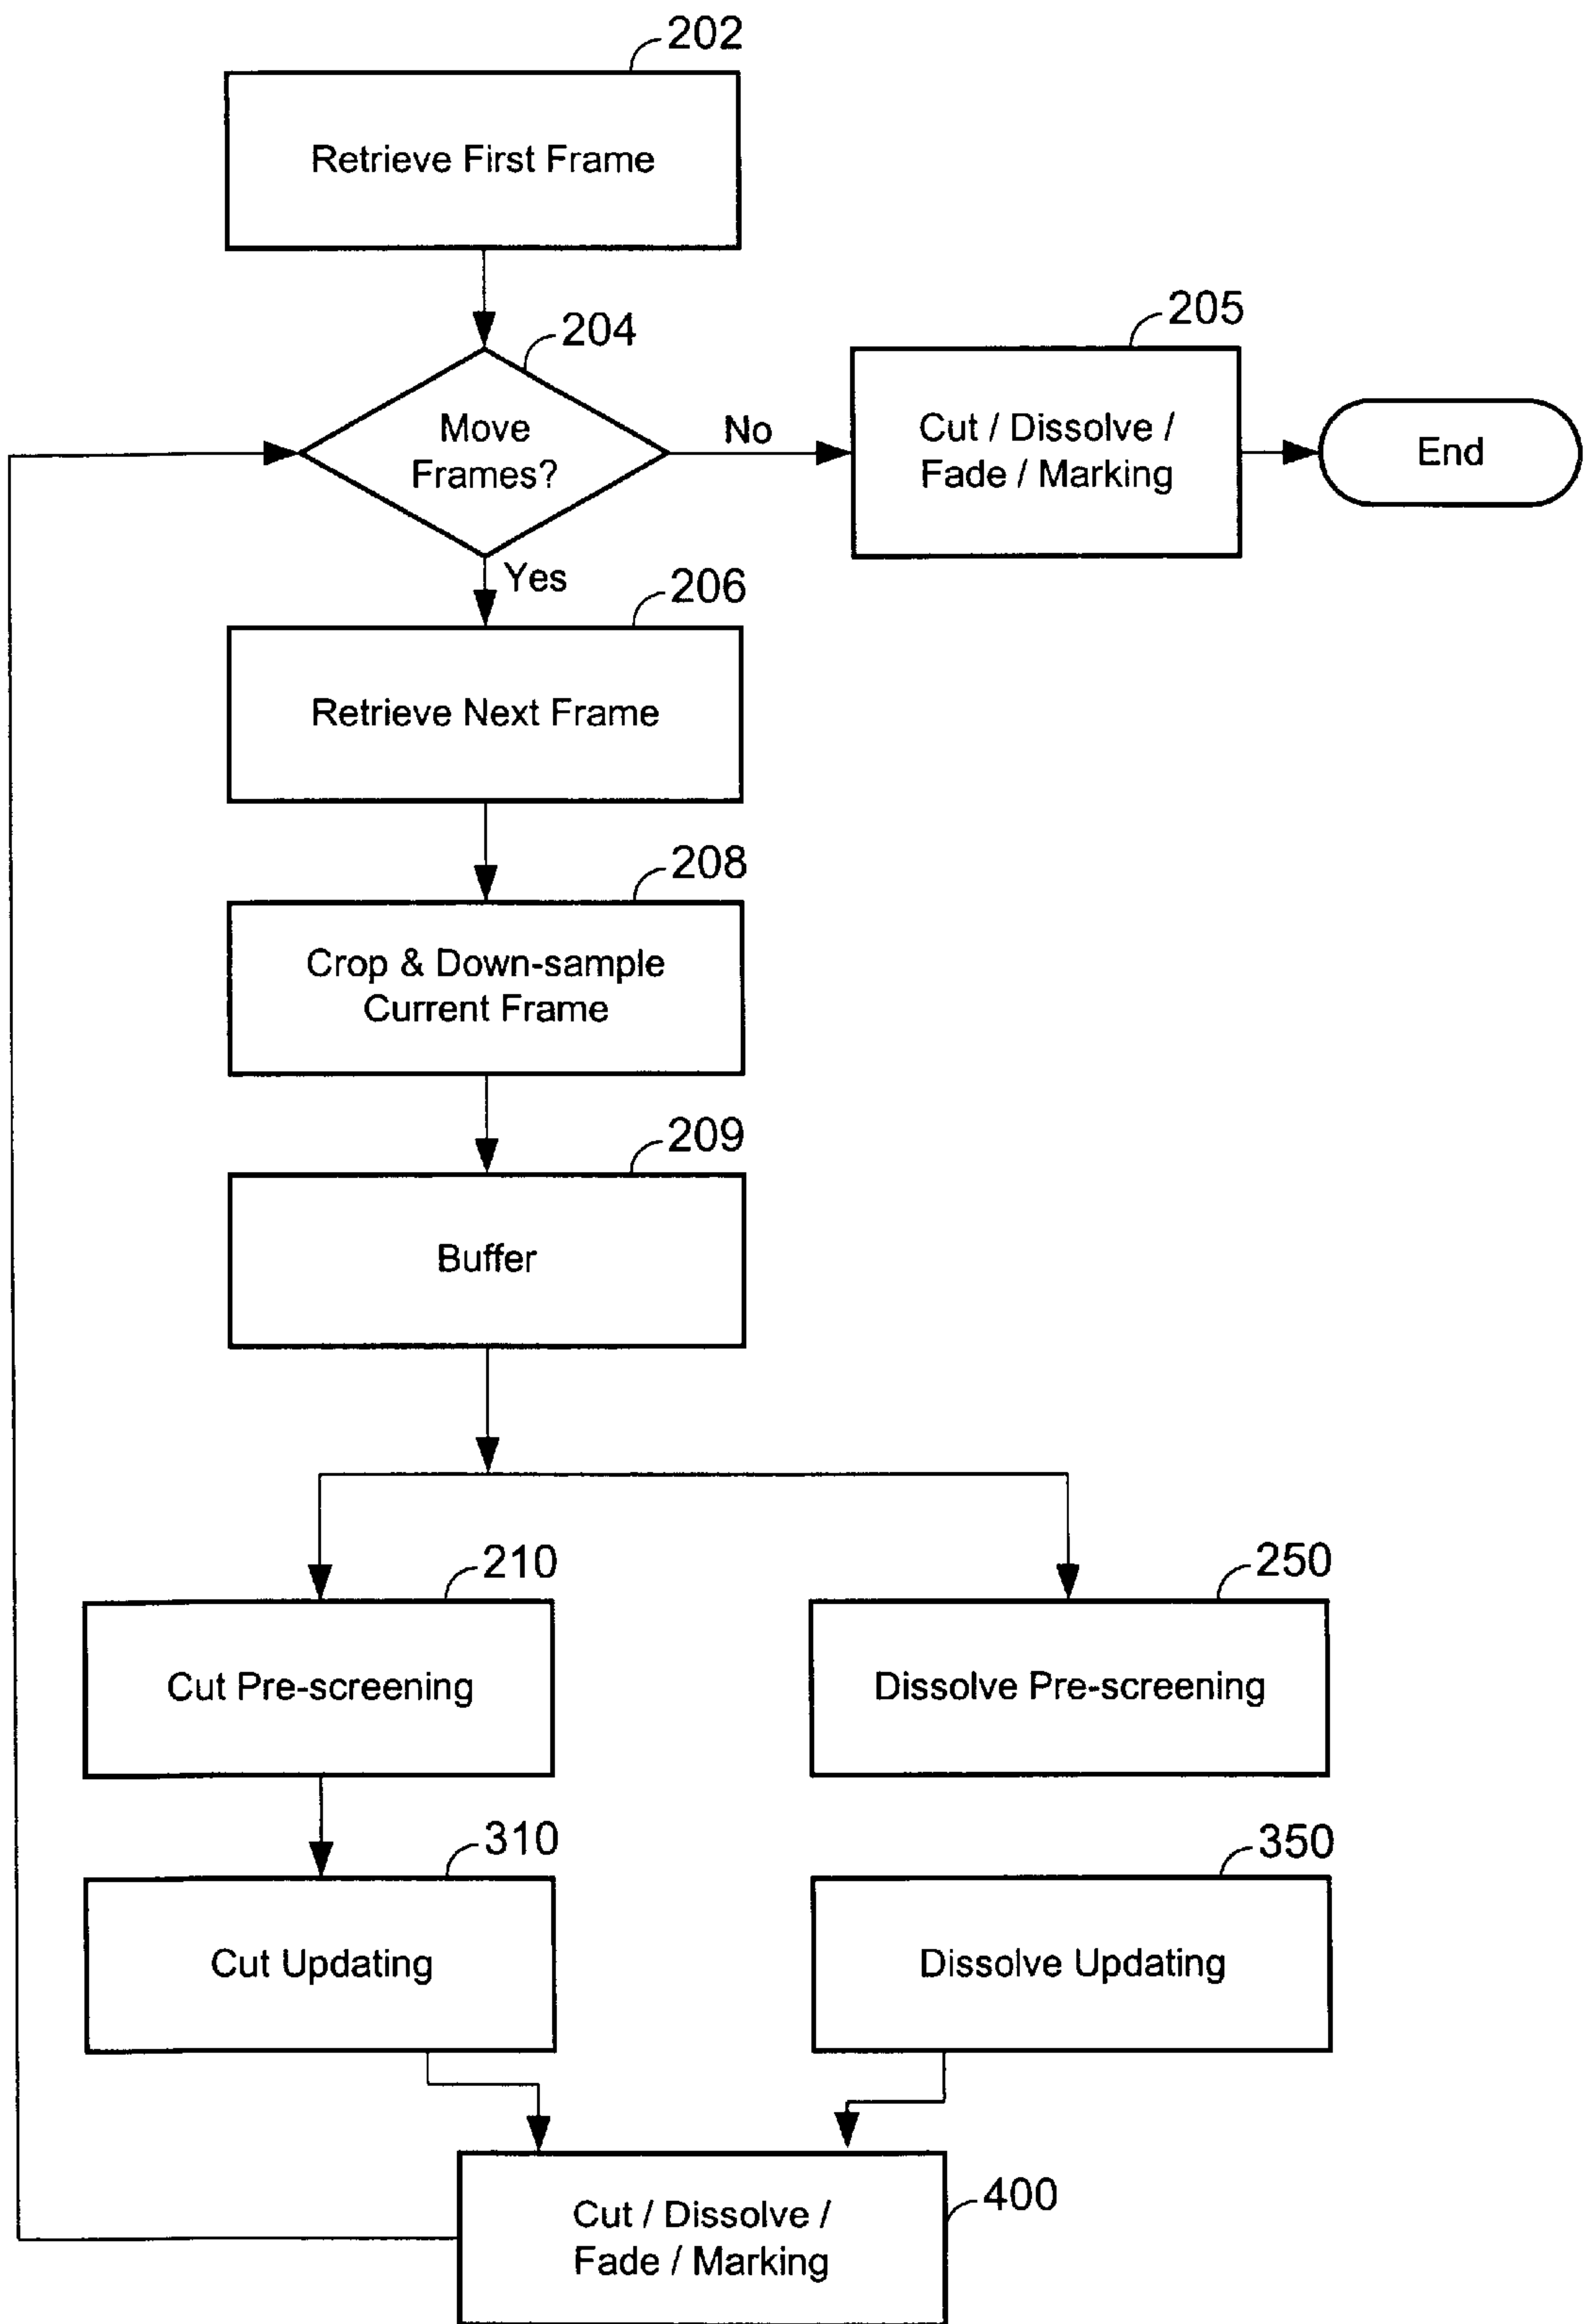 202
Retrieve First Frame
204
Move
Frames?
No
205
Cut / Dissolve /
Fade / Marking
End
Yes
206
Retrieve Next Frame
208
Crop & Down-sample
Current Frame
209
Buffer
210
Cut Pre-screening
250
Dissolve Pre-screening
310
Cut Updating
350
Dissolve Updating
400
Cut / Dissolve /
Fade / Marking